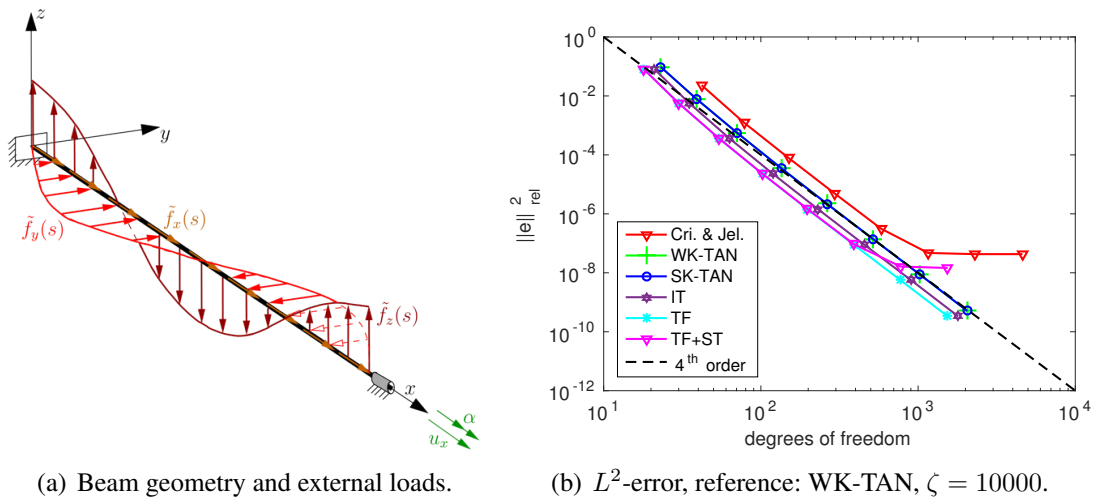 z
y
f̃_x(s)
f̃_y(s)
f̃_z(s)
x
α
u_x
(a) Beam geometry and external loads.
10^0
10^-2
10^-4
10^-6
10^-8
10^-10
10^-12
||e||^2_rel
Cri. & Jel.
WK-TAN
SK-TAN
IT
TF
TF+ST
4^th order
10^1 10^2 10^3 10^4
degrees of freedom
(b) L^2-error, reference: WK-TAN, ζ = 10000.